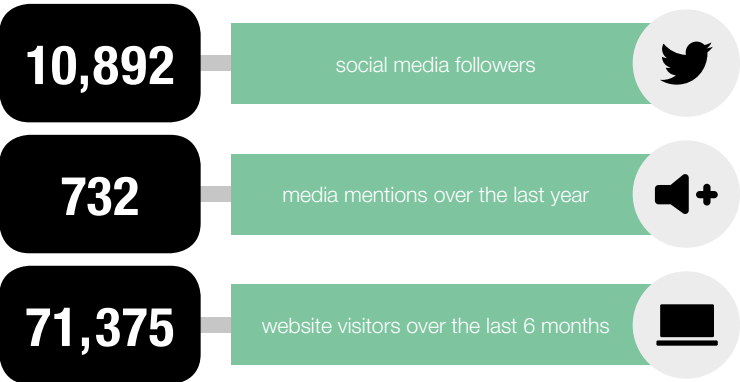 10,892
social media followers
732
media mentions over the last year
71,375
website visitors over the last 6 months